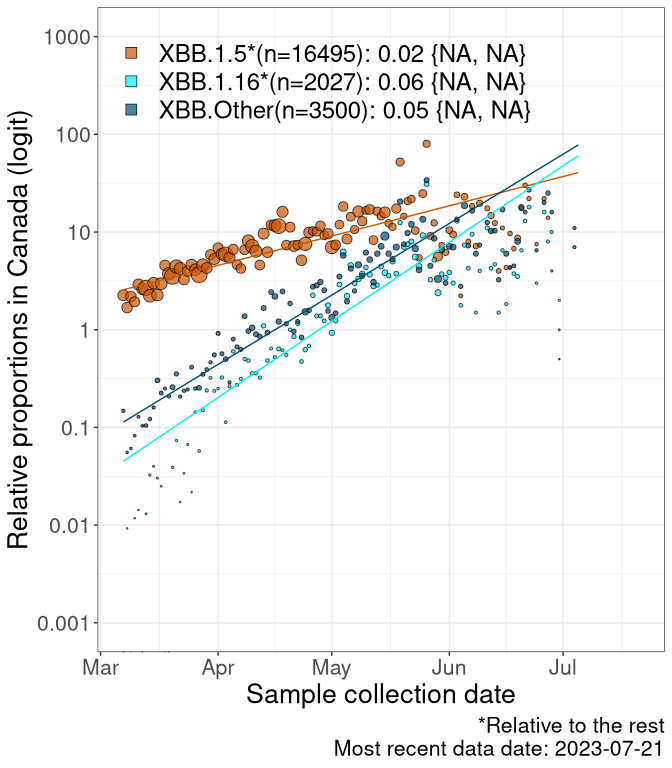 Relative proportions in Canada (logit)
1000
100
10
1
0.1
0.01
0.001
XBB.1.5*(n=16495): 0.02 {NA, NA}
XBB.1.16*(n=2027): 0.06 {NA, NA}
XBB.Other(n=3500): 0.05 {NA, NA}
Mar Apr May Jun Jul
Sample collection date
*Relative to the rest
Most recent data date: 2023-07-21